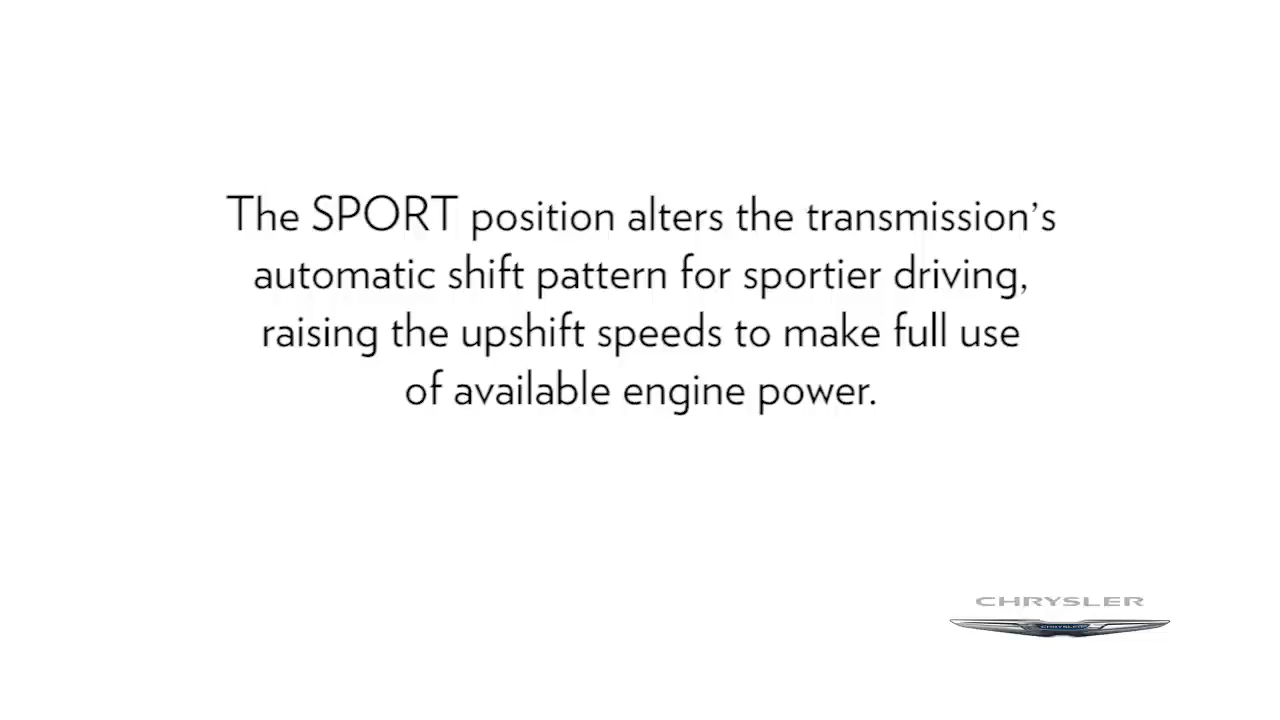 The SPORT position alters the transmission’s
automatic shift pattern for sportier driving,
raising the upshift speeds to make full use
of available engine power.
CHRYSLER
CHRYSLER